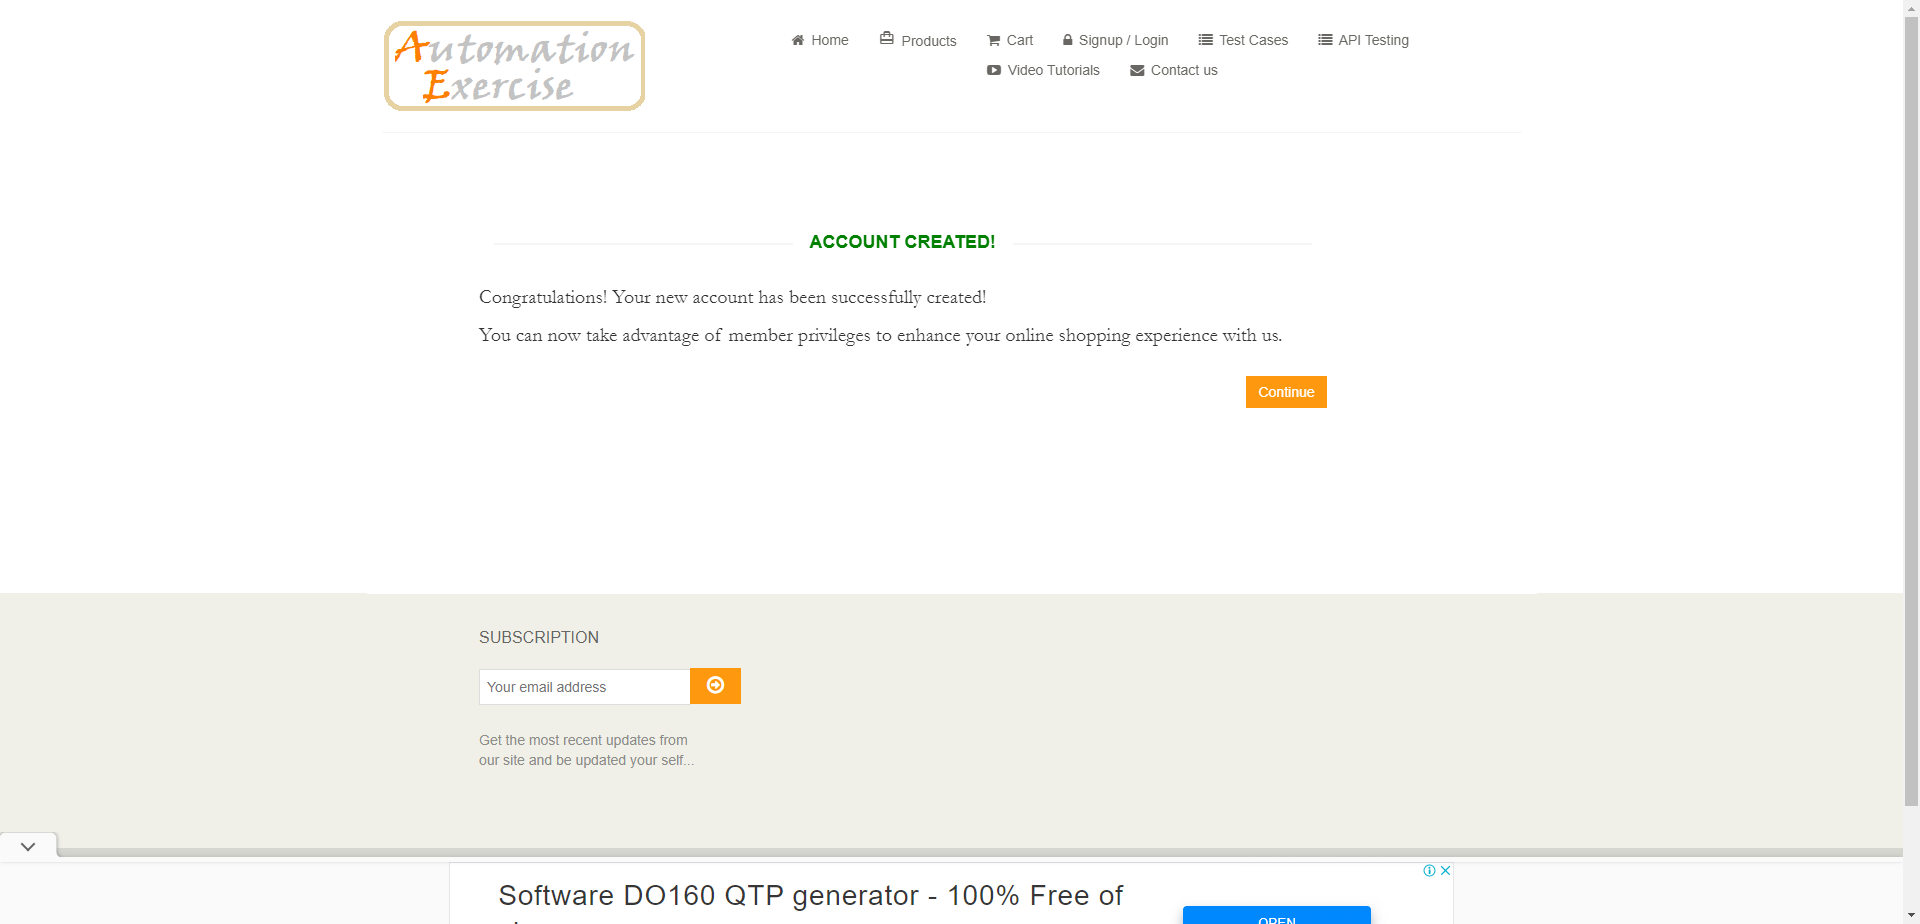 Automation
Exercise
Home
Products
Cart
Signup / Login
Test Cases
API Testing
Video Tutorials
Contact us
ACCOUNT CREATED!
Congratulations! Your new account has been successfully created!
You can now take advantage of member privileges to enhance your online shopping experience with us.
Continue
SUBSCRIPTION
Your email address
Get the most recent updates from
our site and be updated your self...
Software DO160 QTP generator - 100% Free of
OPEN